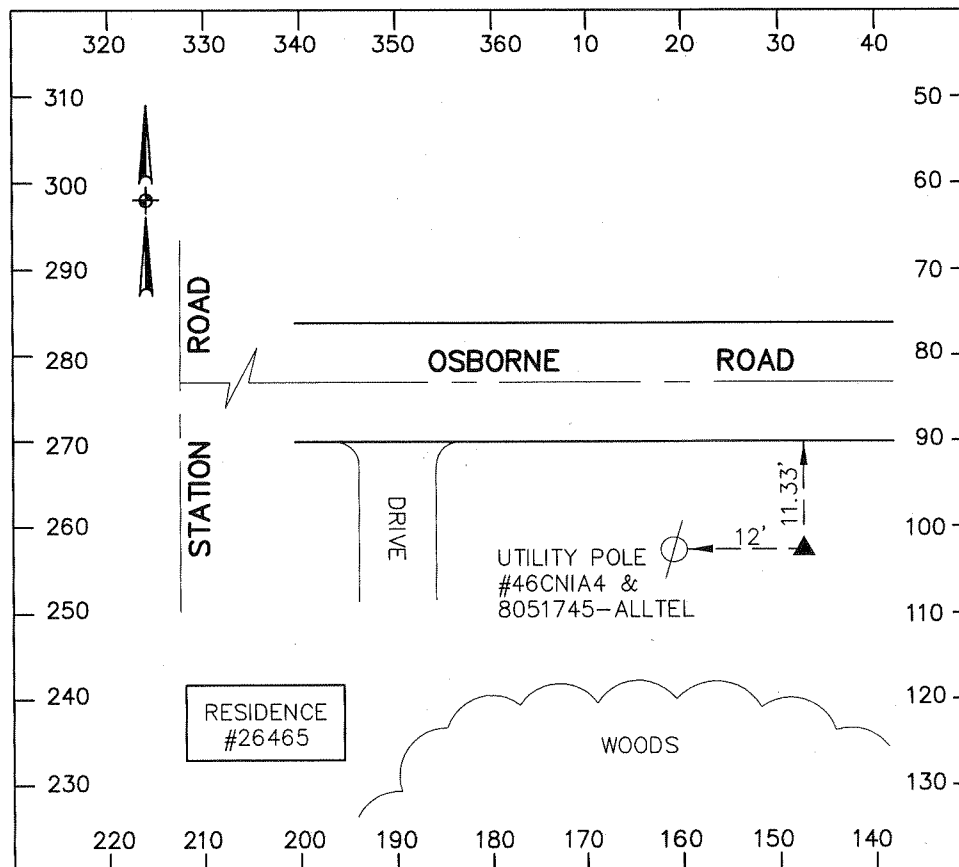 320 330 340 350 360 10 20 30 40
310 50
300 60
290 70
ROAD
280 80
OSBORNE ROAD
270 90
STATION
DRIVE
11.33'
260 100
12'
UTILITY POLE
#46CNIA4 &
8051745-ALLTEL
250 110
240 120
RESIDENCE
#26465
WOODS
230 130
220 210 200 190 180 170 160 150 140